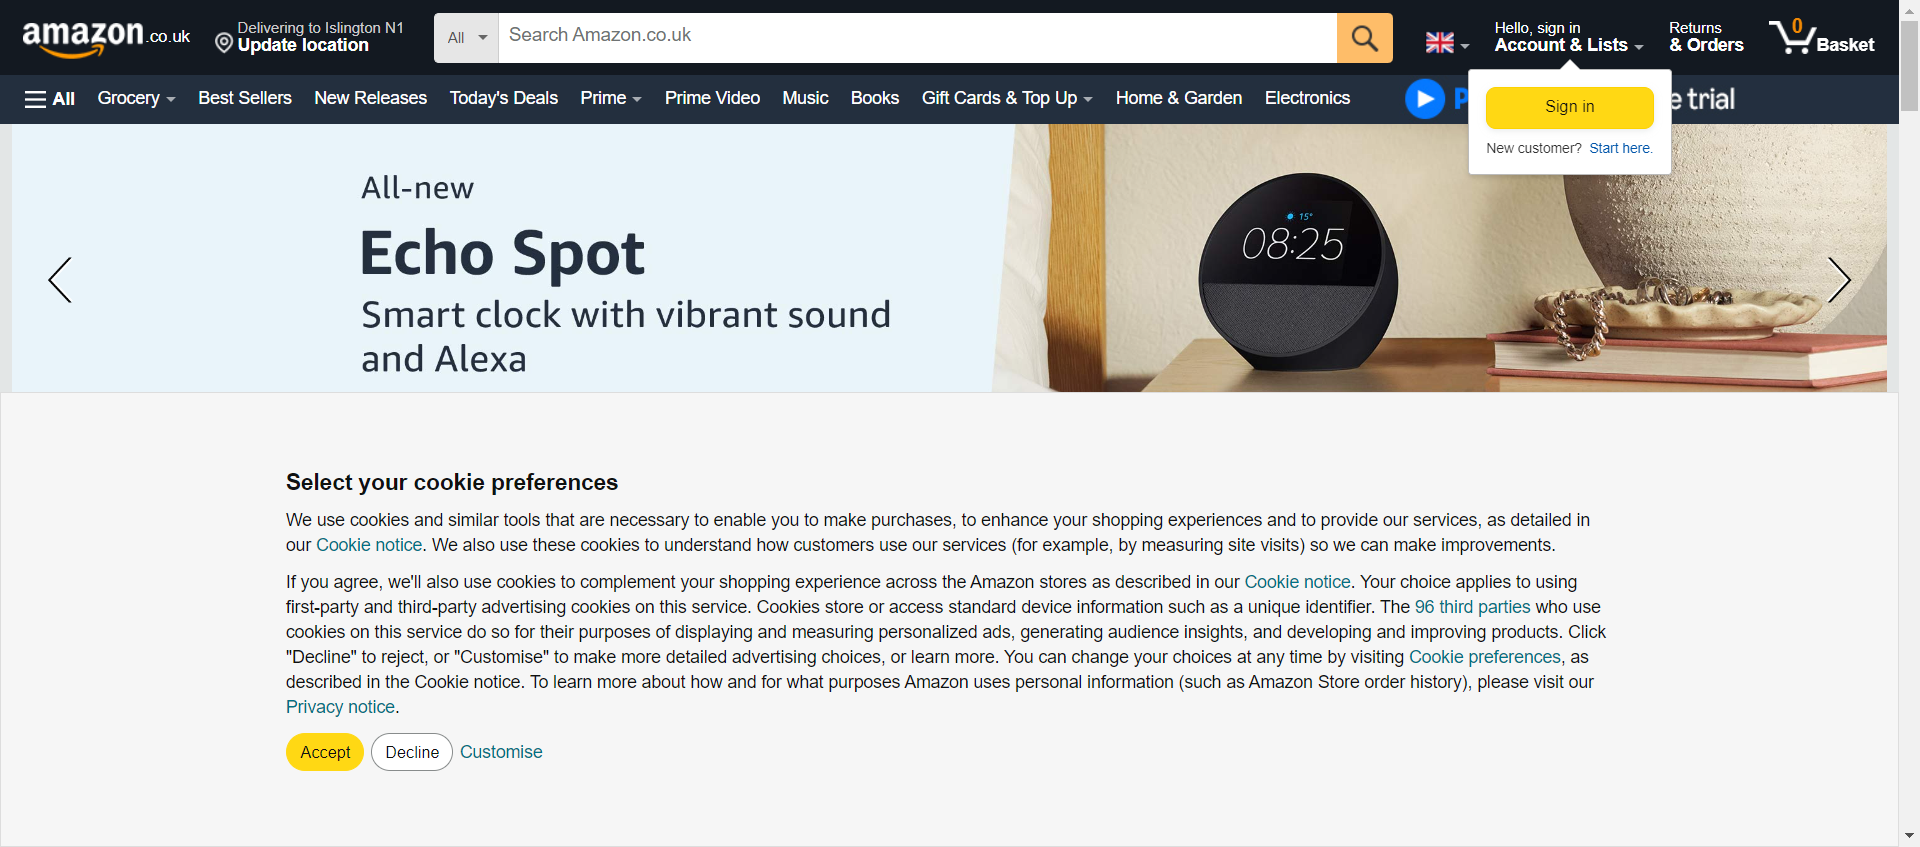 amazon.co.uk
Delivering to Islington N1
Update location
All
Search Amazon.co.uk
Hello, sign in
Account & Lists
Returns
& Orders
0
Basket
All
Grocery
Best Sellers
New Releases
Today's Deals
Prime
Prime Video
Music
Books
Gift Cards & Top Up
Home & Garden
Electronics
e trial
Sign in
New customer? Start here.
All-new
Echo Spot
Smart clock with vibrant sound
and Alexa
15°
08:25
Select your cookie preferences
We use cookies and similar tools that are necessary to enable you to make purchases, to enhance your shopping experiences and to provide our services, as detailed in
our Cookie notice. We also use these cookies to understand how customers use our services (for example, by measuring site visits) so we can make improvements.
If you agree, we'll also use cookies to complement your shopping experience across the Amazon stores as described in our Cookie notice. Your choice applies to using
first-party and third-party advertising cookies on this service. Cookies store or access standard device information such as a unique identifier. The 96 third parties who use
cookies on this service do so for their purposes of displaying and measuring personalized ads, generating audience insights, and developing and improving products. Click
"Decline" to reject, or "Customise" to make more detailed advertising choices, or learn more. You can change your choices at any time by visiting Cookie preferences, as
described in the Cookie notice. To learn more about how and for what purposes Amazon uses personal information (such as Amazon Store order history), please visit our
Privacy notice.
Accept
Decline
Customise